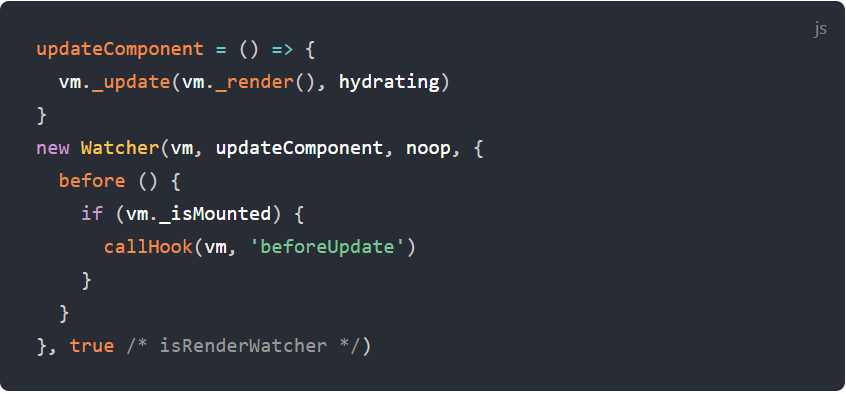 js
updateComponent = () => {
  vm._update(vm._render(), hydrating)
}
new Watcher(vm, updateComponent, noop, {
  before () {
    if (vm._isMounted) {
      callHook(vm, 'beforeUpdate')
    }
  }
}, true /* isRenderWatcher */)